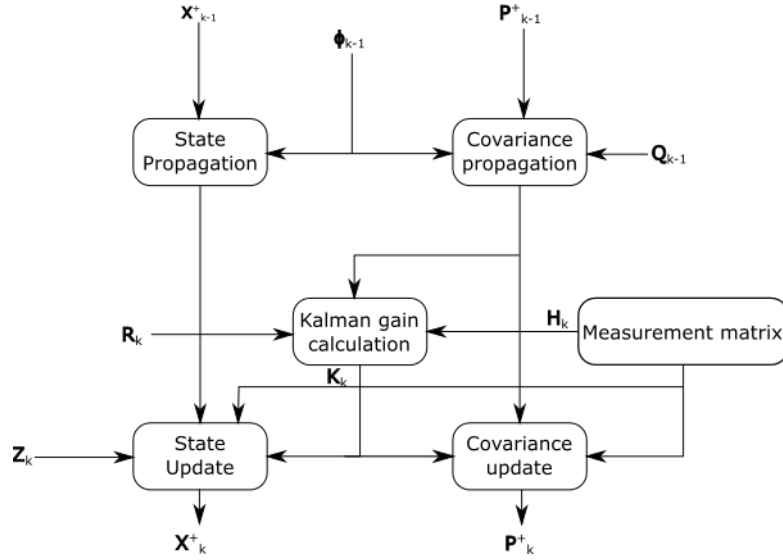 X⁺ₖ₋₁
P⁺ₖ₋₁
ϕₖ₋₁
State
Propagation
Covariance
propagation
Qₖ₋₁
Rₖ
Kalman gain
calculation
Hₖ
Measurement matrix
Kₖ
Zₖ
State
Update
Covariance
update
X⁺ₖ
P⁺ₖ